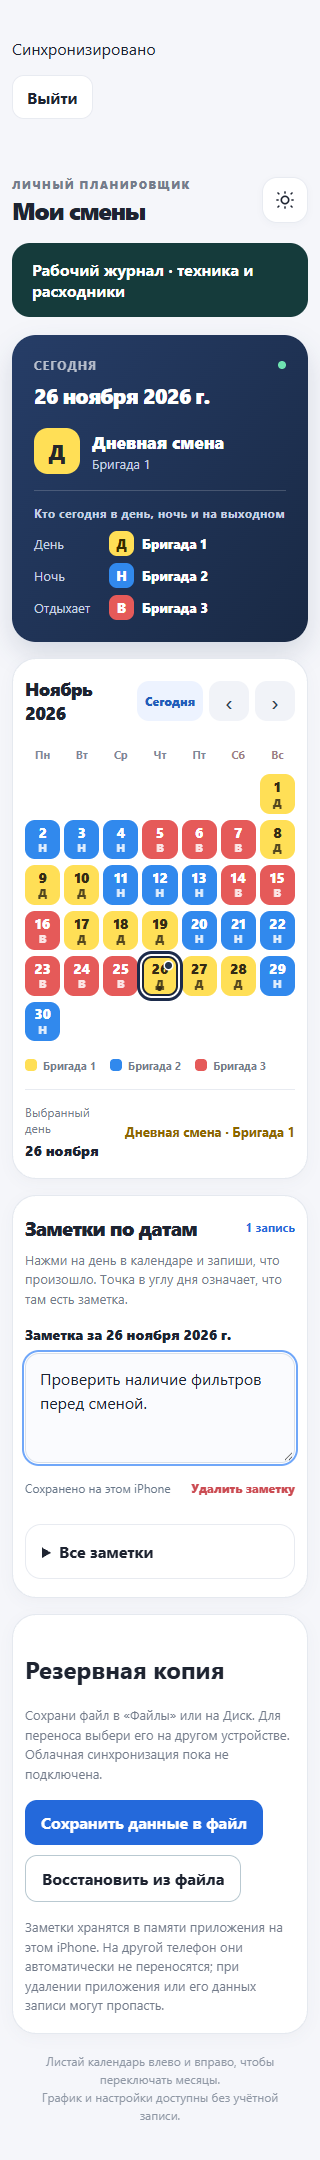 Синхронизировано
Выйти
ЛИЧНЫЙ ПЛАНИРОВЩИК
Мои смены
Рабочий журнал · техника и
расходники
СЕГОДНЯ
26 ноября 2026 г.
Д
Дневная смена
Бригада 1
Кто сегодня в день, ночь и на выходном
День Д Бригада 1
Ночь Н Бригада 2
Отдыхает В Бригада 3
Ноябрь
2026
Сегодня ‹ ›
Пн Вт Ср Чт Пт Сб Вс
1
Д
2 3 4 5 6 7 8
Н Н Н В В В Д
9 10 11 12 13 14 15
Д Д Н Н Н В В
16 17 18 19 20 21 22
В Д Д Д Н Н Н
23 24 25 26 27 28 29
В В В Д Д Д Н
30
Н
Бригада 1 Бригада 2 Бригада 3
Выбранный
день
26 ноября
Дневная смена · Бригада 1
Заметки по датам
1 запись
Нажми на день в календаре и запиши, что
произошло. Точка в углу дня означает, что
там есть заметка.
Заметка за 26 ноября 2026 г.
Проверить наличие фильтров
перед сменой.
Сохранено на этом iPhone
Удалить заметку
▶ Все заметки
Резервная копия
Сохрани файл в «Файлы» или на Диск. Для
переноса выбери его на другом устройстве.
Облачная синхронизация пока не
подключена.
Сохранить данные в файл
Восстановить из файла
Заметки хранятся в памяти приложения на
этом iPhone. На другой телефон они
автоматически не переносятся; при
удалении приложения или его данных
записи могут пропасть.
Листай календарь влево и вправо, чтобы
переключать месяцы.
График и настройки доступны без учётной
записи.